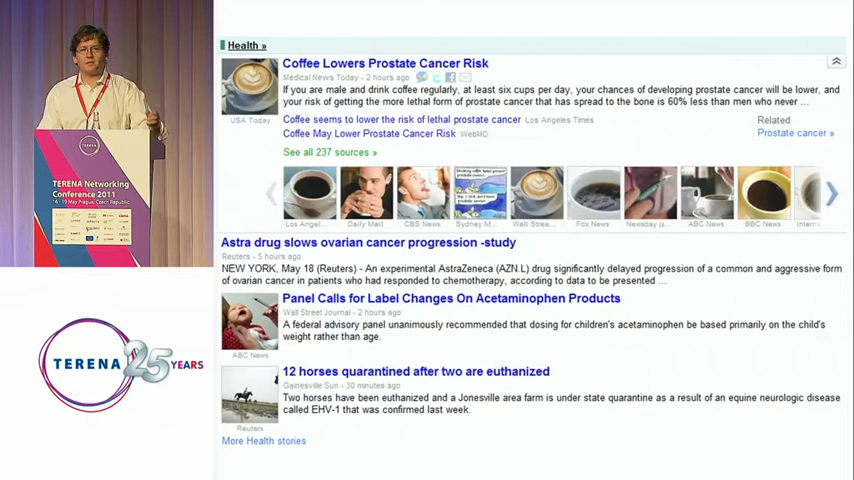 TERENA
TERENA Networking
Conference 2011
16 - 19 May Prague, Czech Republic
TERENA 25 YEARS
Health »
Coffee Lowers Prostate Cancer Risk
Medical News Today - 2 hours ago
If you are male and drink coffee regularly, at least six cups per day, your chances of developing prostate cancer will be lower, and
your risk of getting the more lethal form of prostate cancer that has spread to the bone is 60% less than men who never ...
USA Today
Coffee seems to lower the risk of lethal prostate cancer Los Angeles Times
Coffee May Lower Prostate Cancer Risk WebMD
Related
Prostate cancer »
See all 237 sources »
Los Angel...
Daily Mail
CBS News
Sydney M...
Wall Stree...
Fox News
Newsday (s...
ABC News
BBC News
Interna
Astra drug slows ovarian cancer progression -study
Reuters - 5 hours ago
NEW YORK, May 18 (Reuters) - An experimental AstraZeneca (AZN.L) drug significantly delayed progression of a common and aggressive form
of ovarian cancer in patients who had responded to chemotherapy, according to data to be presented ...
Panel Calls for Label Changes On Acetaminophen Products
Wall Street Journal - 2 hours ago
A federal advisory panel unanimously recommended that dosing for children's acetaminophen be based primarily on the child's
weight rather than age.
ABC News
12 horses quarantined after two are euthanized
Gainesville Sun - 30 minutes ago
Two horses have been euthanized and a Jonesville area farm is under state quarantine as a result of an equine neurologic disease
called EHV-1 that was confirmed last week.
Reuters
More Health stories